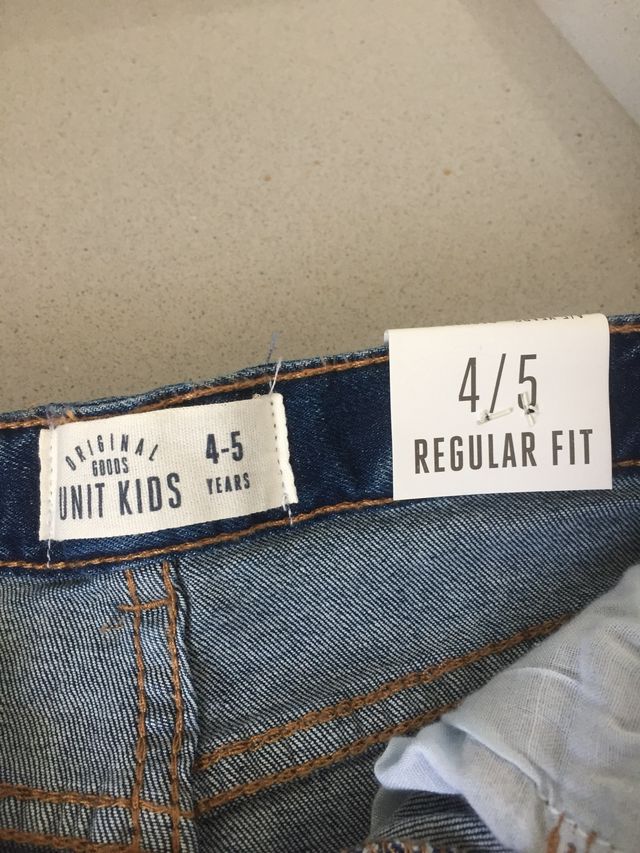 ORIGINAL
GOODS
UNIT KIDS
4-5
YEARS
4/5
REGULAR FIT